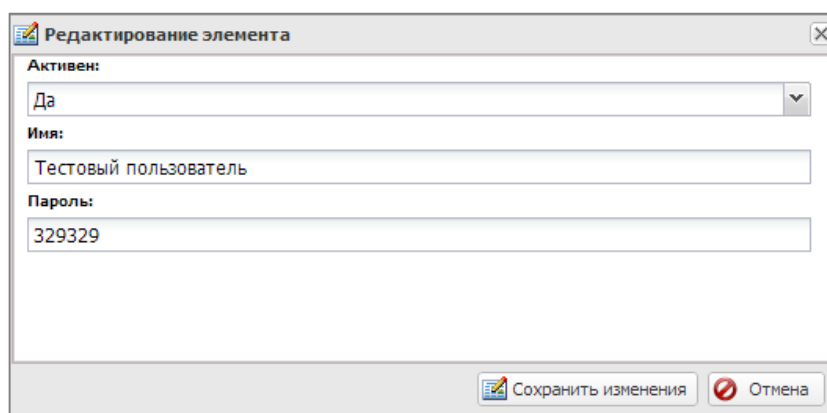 Редактирование элемента
Активен:
Да
Имя:
Тестовый пользователь
Пароль:
329329
Сохранить изменения
Отмена